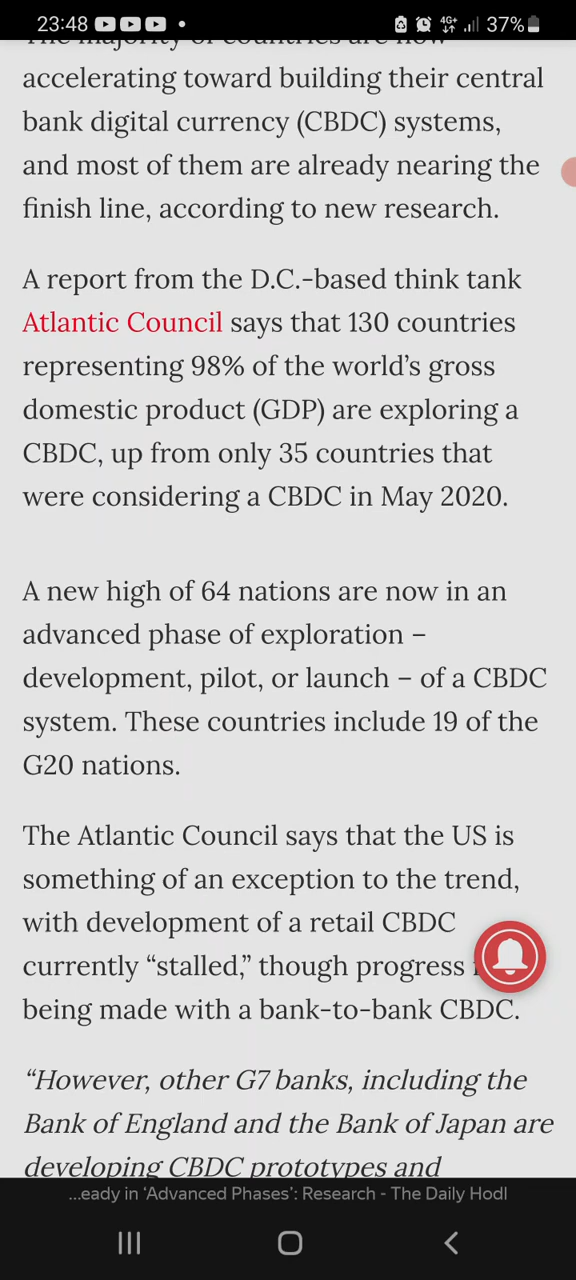 23:48
4G+ 37%
The majority of countries are now
accelerating toward building their central
bank digital currency (CBDC) systems,
and most of them are already nearing the
finish line, according to new research.
A report from the D.C.-based think tank
Atlantic Council says that 130 countries
representing 98% of the world’s gross
domestic product (GDP) are exploring a
CBDC, up from only 35 countries that
were considering a CBDC in May 2020.
A new high of 64 nations are now in an
advanced phase of exploration –
development, pilot, or launch – of a CBDC
system. These countries include 19 of the
G20 nations.
The Atlantic Council says that the US is
something of an exception to the trend,
with development of a retail CBDC
currently “stalled,” though progress
being made with a bank-to-bank CBDC.
“However, other G7 banks, including the
Bank of England and the Bank of Japan are
developing CBDC prototypes and
...eady in ‘Advanced Phases’: Research - The Daily Hodl